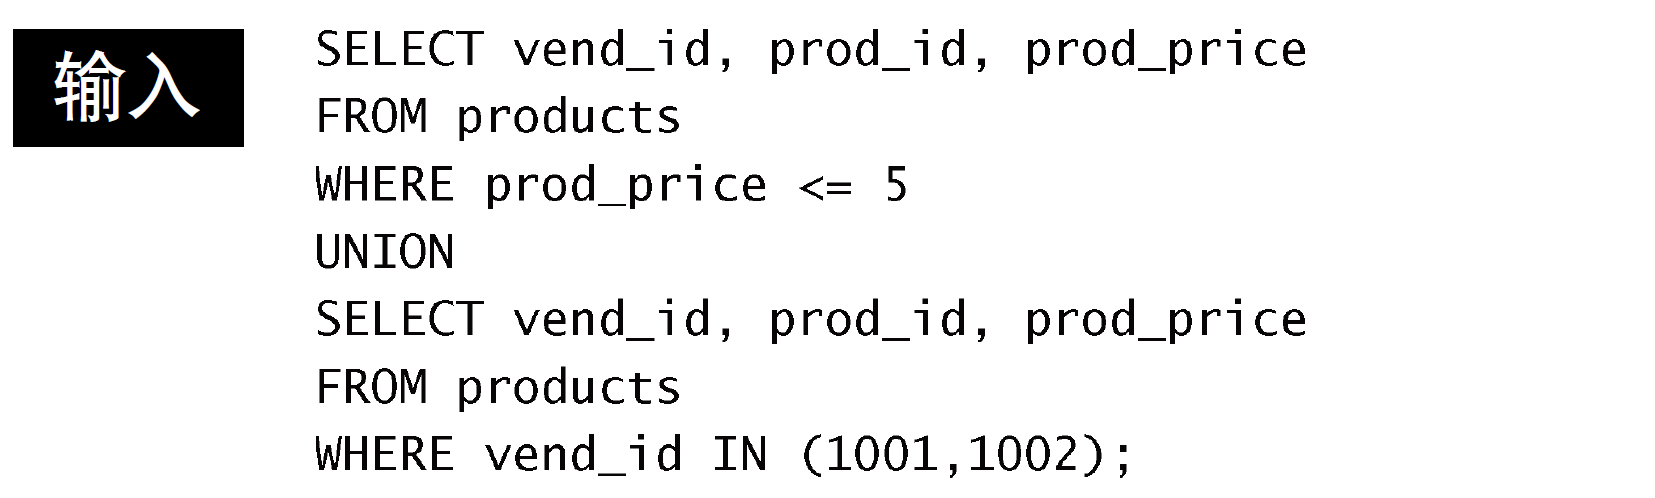 输入
SELECT vend_id, prod_id, prod_price
FROM products
WHERE prod_price <= 5
UNION
SELECT vend_id, prod_id, prod_price
FROM products
WHERE vend_id IN (1001,1002);